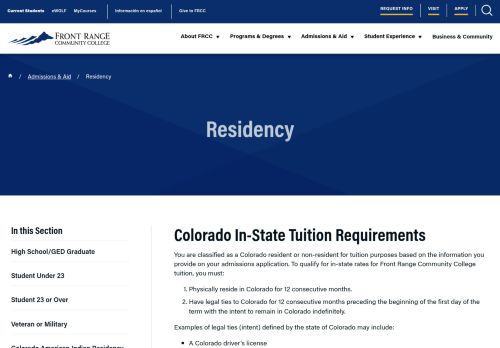 Current Students eWOLF MyCourses Información en español Give to FRCC REQUEST INFO VISIT APPLY
FRONT RANGE
COMMUNITY COLLEGE
About FRCC Programs & Degrees Admissions & Aid Student Experience Business & Community
/ Admissions & Aid / Residency
Residency
In this Section
High School/GED Graduate
Student Under 23
Student 23 or Over
Veteran or Military
Colorado American Indian Residency
Colorado In-State Tuition Requirements
You are classified as a Colorado resident or non-resident for tuition purposes based on the information you
provide on your admissions application. To qualify for in-state rates for Front Range Community College
tuition, you must:
1. Physically reside in Colorado for 12 consecutive months.
2. Have legal ties to Colorado for 12 consecutive months preceding the beginning of the first day of the
term with the intent to remain in Colorado indefinitely.
Examples of legal ties (intent) defined by the state of Colorado may include:
• A Colorado driver's license